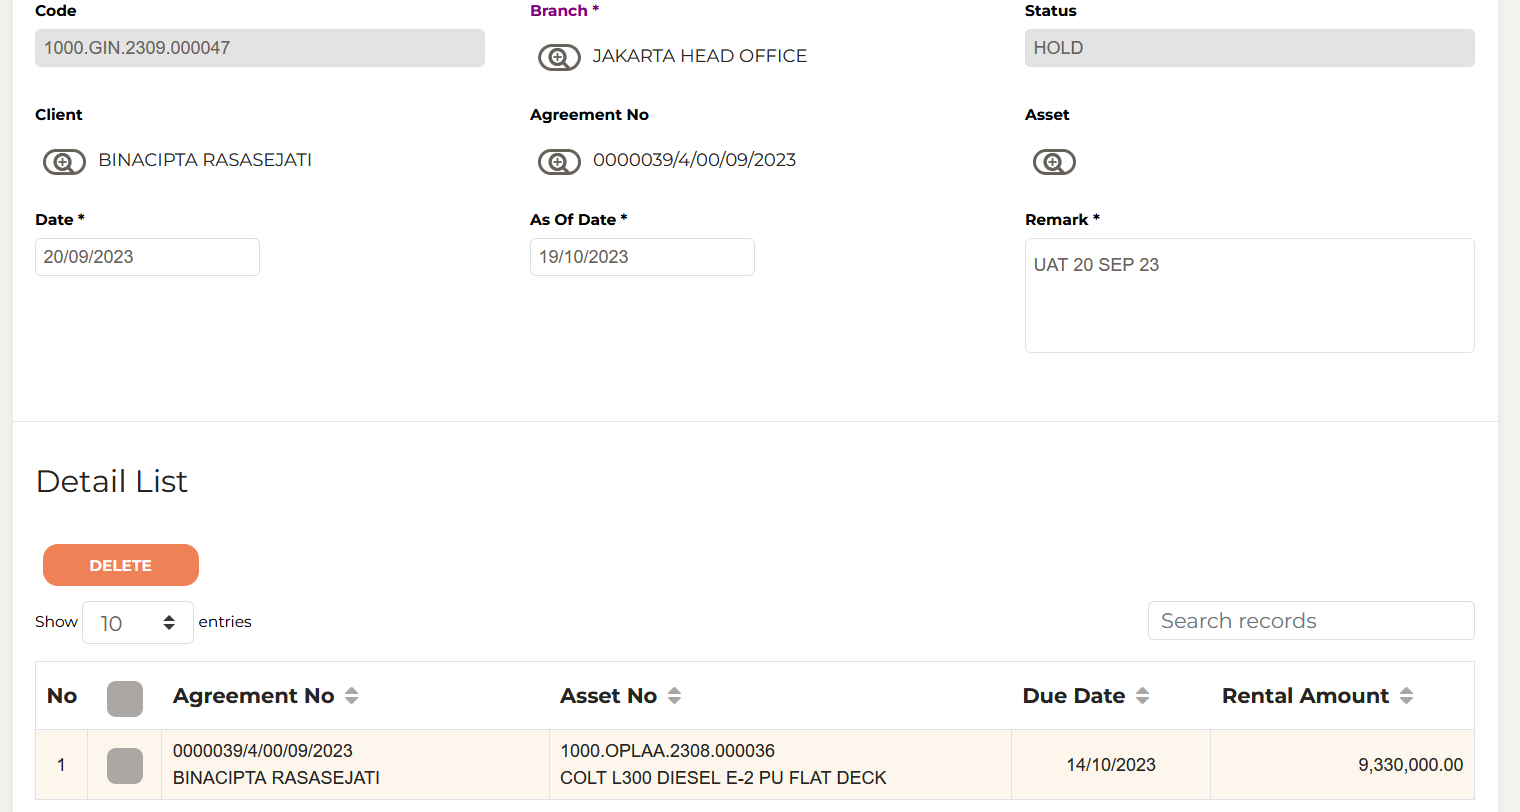 Code
Branch *
Status
1000.GIN.2309.000047
JAKARTA HEAD OFFICE
HOLD
Client
Agreement No
Asset
BINACIPTA RASASEJATI
0000039/4/00/09/2023
Date *
As Of Date *
Remark *
20/09/2023
19/10/2023
UAT 20 SEP 23
Detail List
DELETE
Show 10 entries
Search records
No Agreement No Asset No Due Date Rental Amount
1
0000039/4/00/09/2023
BINACIPTA RASASEJATI
1000.OPLAA.2308.000036
COLT L300 DIESEL E-2 PU FLAT DECK
14/10/2023
9,330,000.00